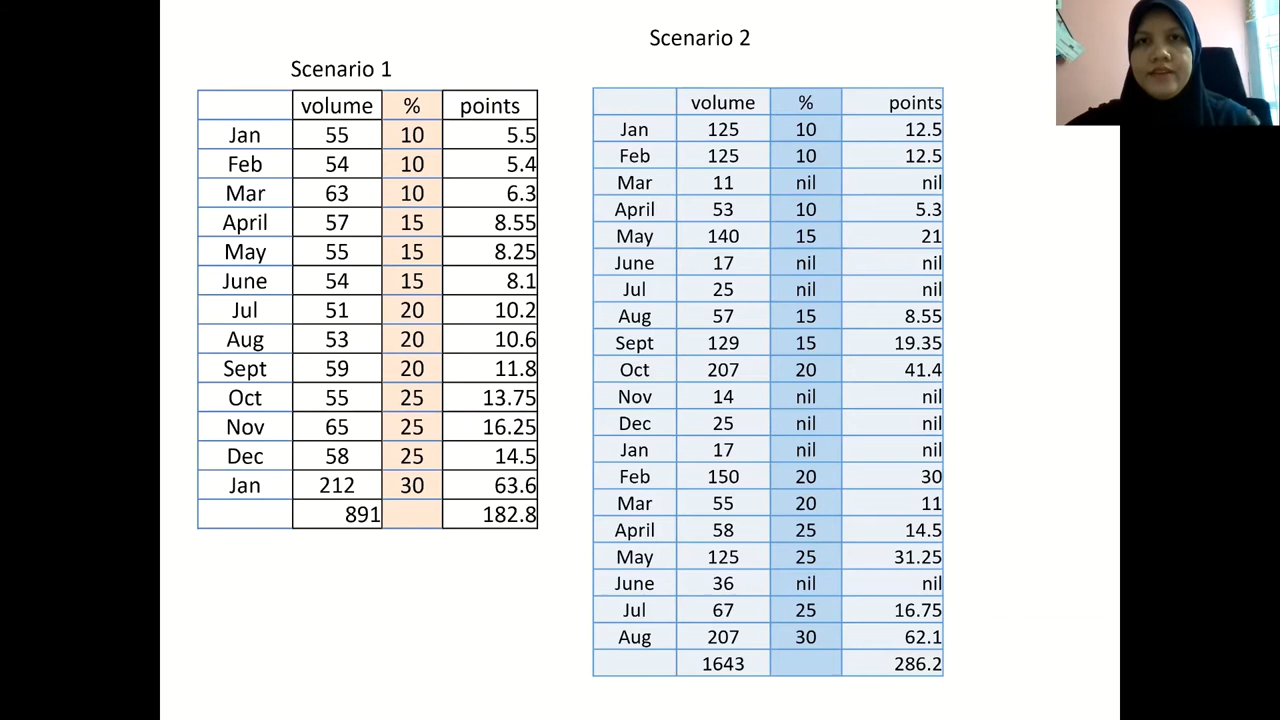 Scenario 1
volume % points
Jan 55 10 5.5
Feb 54 10 5.4
Mar 63 10 6.3
April 57 15 8.55
May 55 15 8.25
June 54 15 8.1
Jul 51 20 10.2
Aug 53 20 10.6
Sept 59 20 11.8
Oct 55 25 13.75
Nov 65 25 16.25
Dec 58 25 14.5
Jan 212 30 63.6
891 182.8
Scenario 2
volume % points
Jan 125 10 12.5
Feb 125 10 12.5
Mar 11 nil nil
April 53 10 5.3
May 140 15 21
June 17 nil nil
Jul 25 nil nil
Aug 57 15 8.55
Sept 129 15 19.35
Oct 207 20 41.4
Nov 14 nil nil
Dec 25 nil nil
Jan 17 nil nil
Feb 150 20 30
Mar 55 20 11
April 58 25 14.5
May 125 25 31.25
June 36 nil nil
Jul 67 25 16.75
Aug 207 30 62.1
1643 286.2